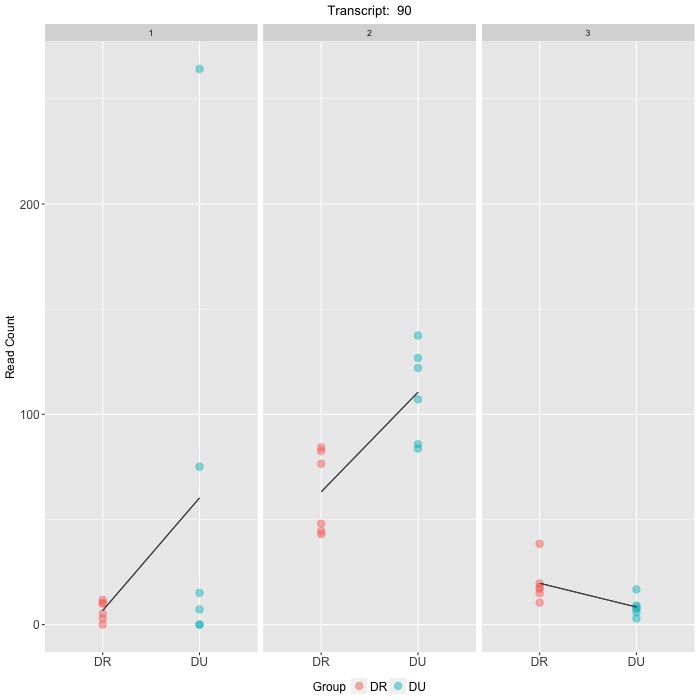 Transcript: 90
1 2 3
Read Count
200
100
0
DR DU DR DU DR DU
Group DR DU